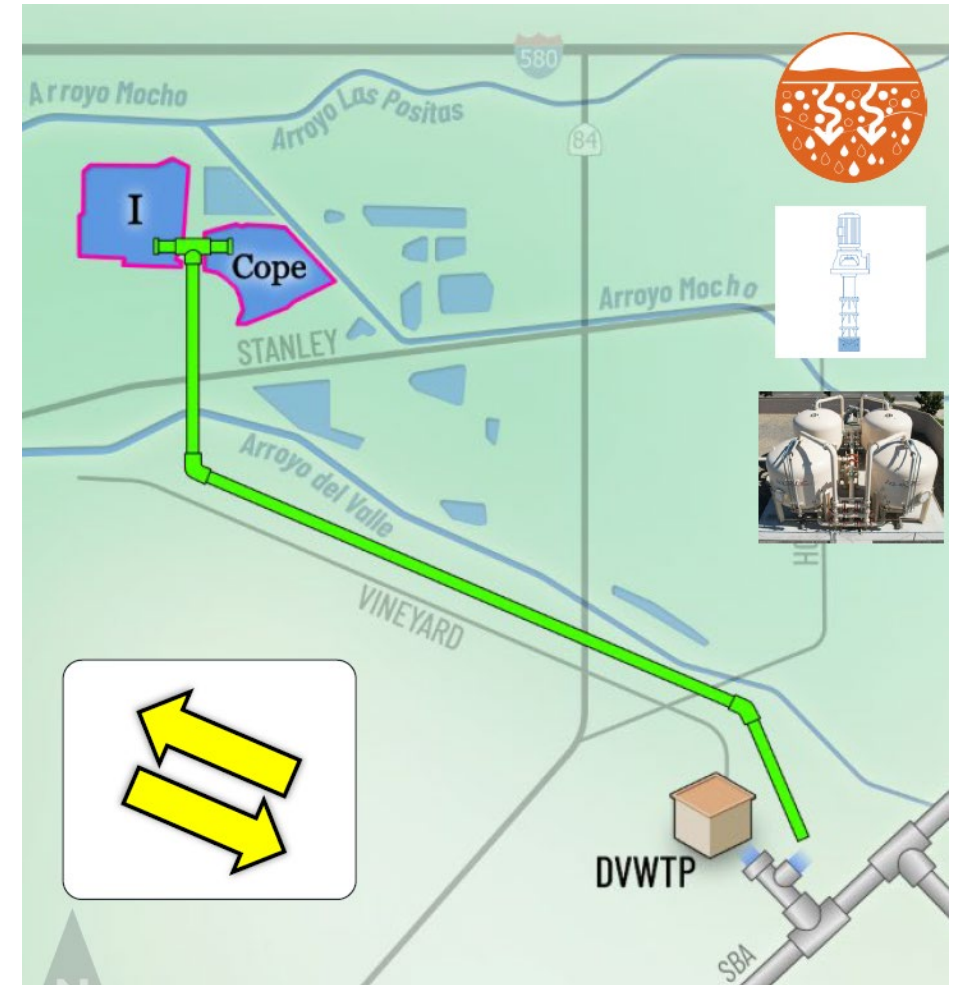 580
Arroyo Mocho
Arroyo Las Positas
84
I
Cope
Arroyo Mocho
STANLEY
Arroyo del Valle
VINEYARD
DVWTP
SBA
N